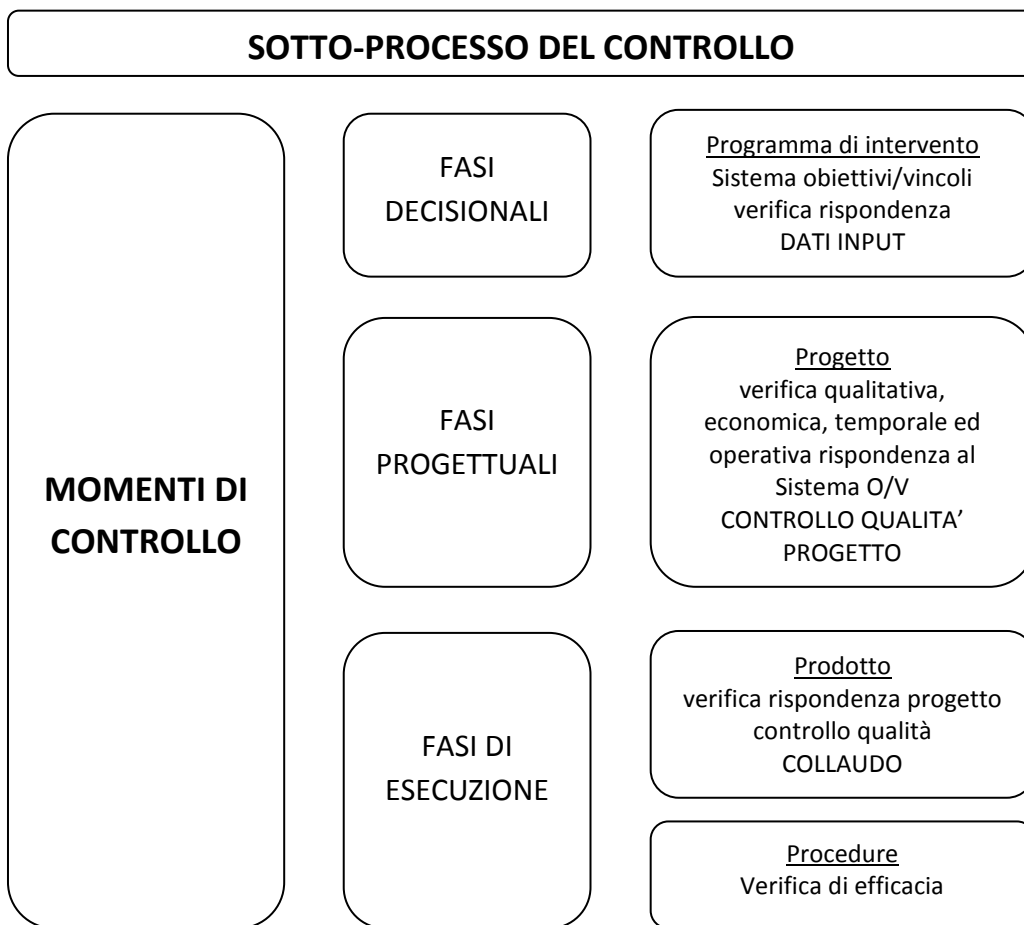 SOTTO-PROCESSO DEL CONTROLLO
MOMENTI DI
CONTROLLO
FASI
DECISIONALI
Programma di intervento
Sistema obiettivi/vincoli
verifica rispondenza
DATI INPUT
FASI
PROGETTUALI
Progetto
verifica qualitativa,
economica, temporale ed
operativa rispondenza al
Sistema O/V
CONTROLLO QUALITA’
PROGETTO
FASI DI
ESECUZIONE
Prodotto
verifica rispondenza progetto
controllo qualità
COLLAUDO
Procedure
Verifica di efficacia